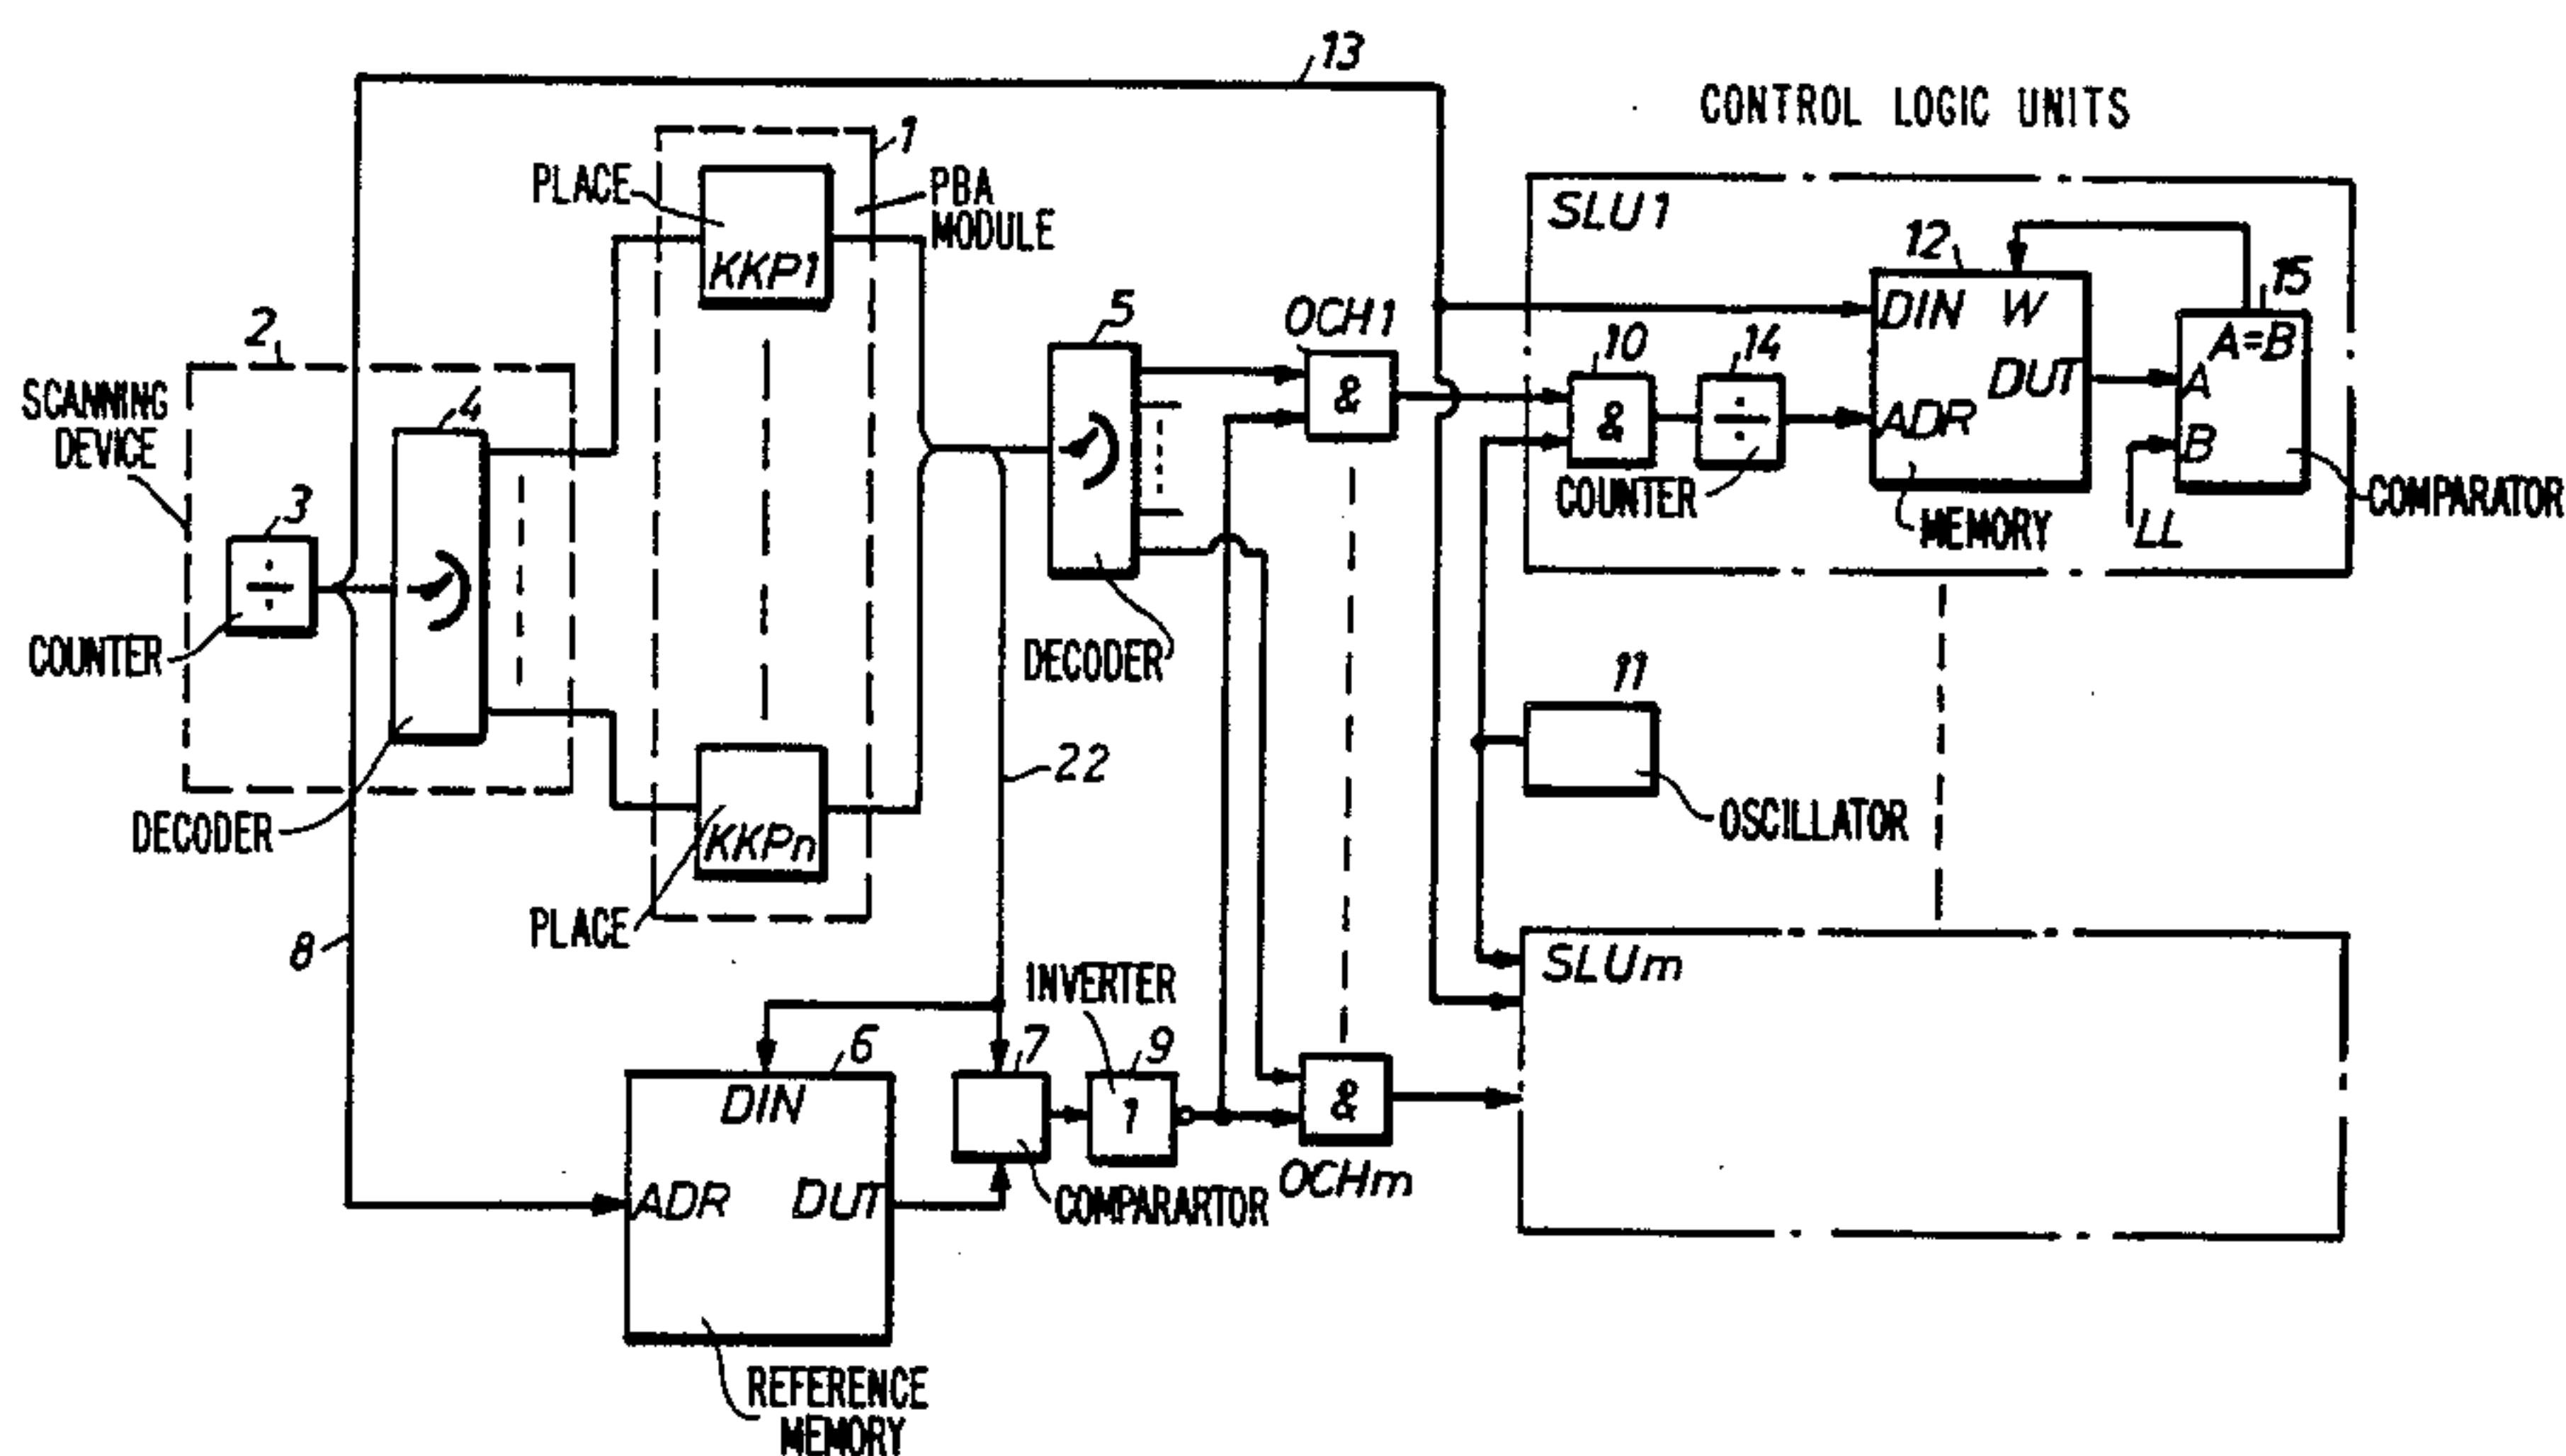 13
CONTROL LOGIC UNITS
1
PLACE
PBA
MODULE
KKP1
SLU1
12
DIN
W
DUT
ADR
MEMORY
15
A=B
A
B
LL
COMPARATOR
2
SCANNING
DEVICE
4
3
COUNTER
DECODER
5
DECODER
OCH1
&
10
&
14
÷
COUNTER
÷
11
OSCILLATOR
22
KKPn
PLACE
8
SLUm
INVERTER
6
7
9
1
DIN
ADR
DUT
COMPARARTOR
&
OCHm
REFERENCE
MEMORY